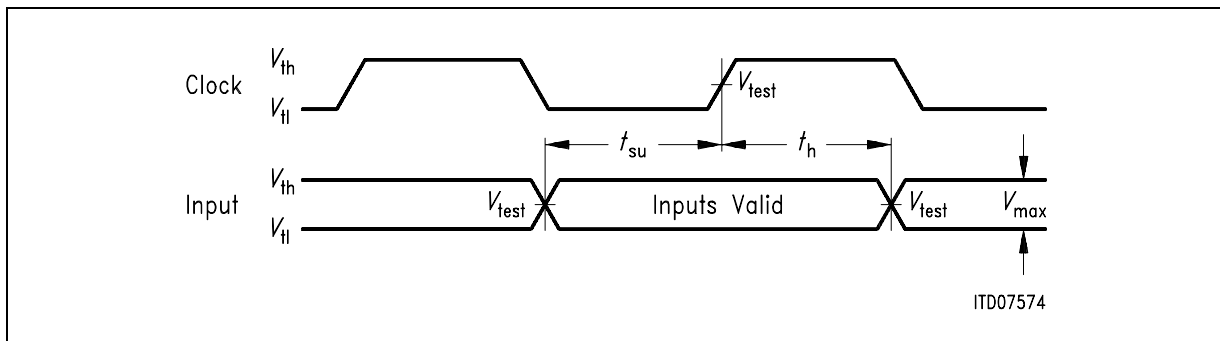 Vth
Clock
Vtest
Vtl
tsu
th
Vth
Input
Vtest
Inputs Valid
Vtest
Vmax
Vtl
ITD07574